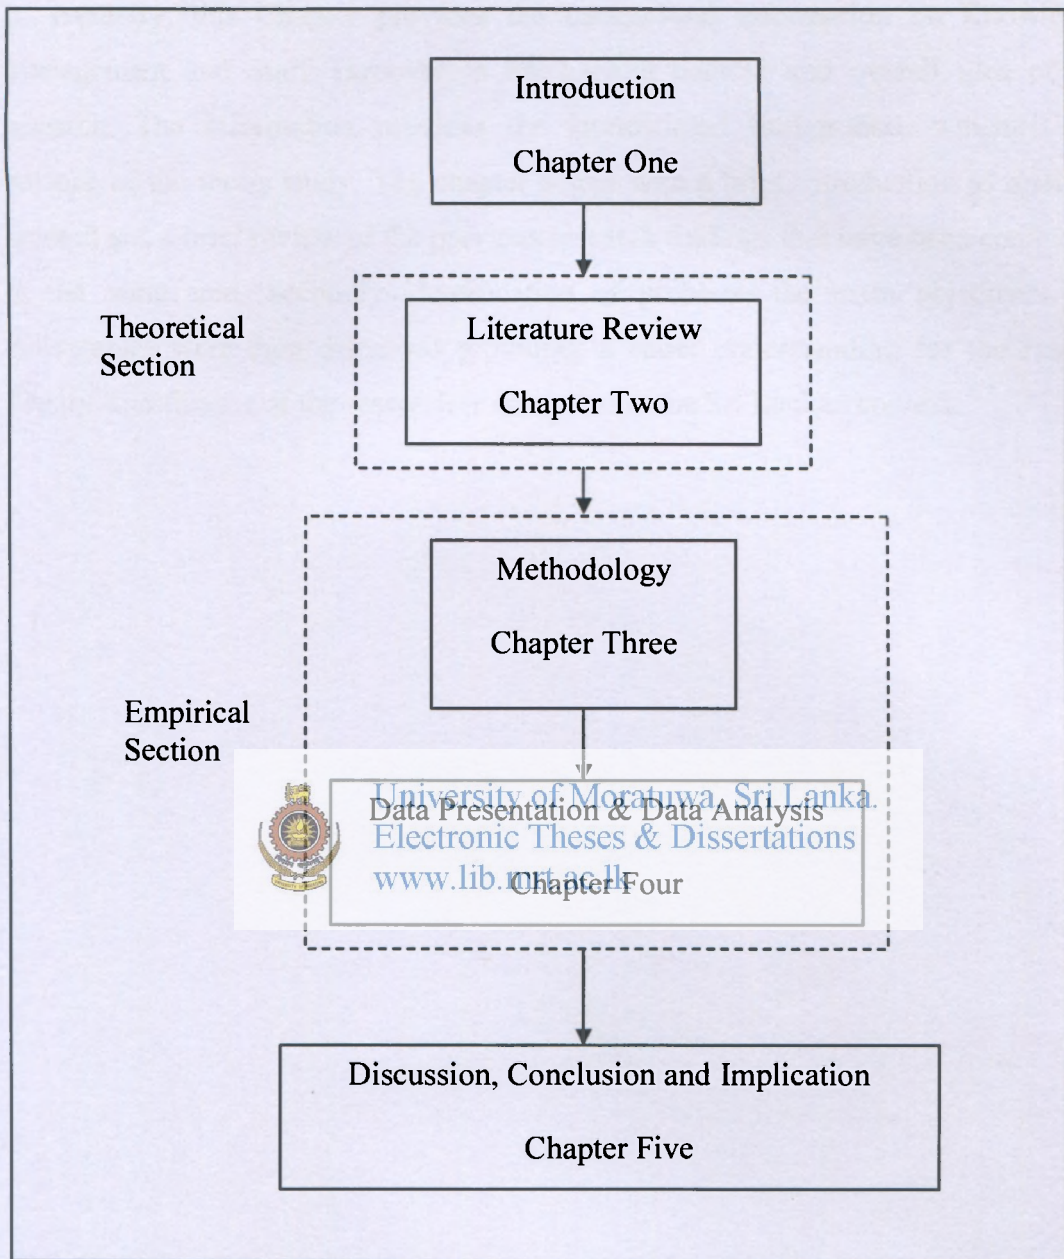 Introduction
Chapter One
Theoretical
Section
Literature Review
Chapter Two
Methodology
Chapter Three
Empirical
Section
Data Presentation & Data Analysis
Chapter Four
University of Moratuwa, Sri Lanka.
Electronic Theses & Dissertations
www.lib.mrt.ac.lk
Discussion, Conclusion and Implication
Chapter Five